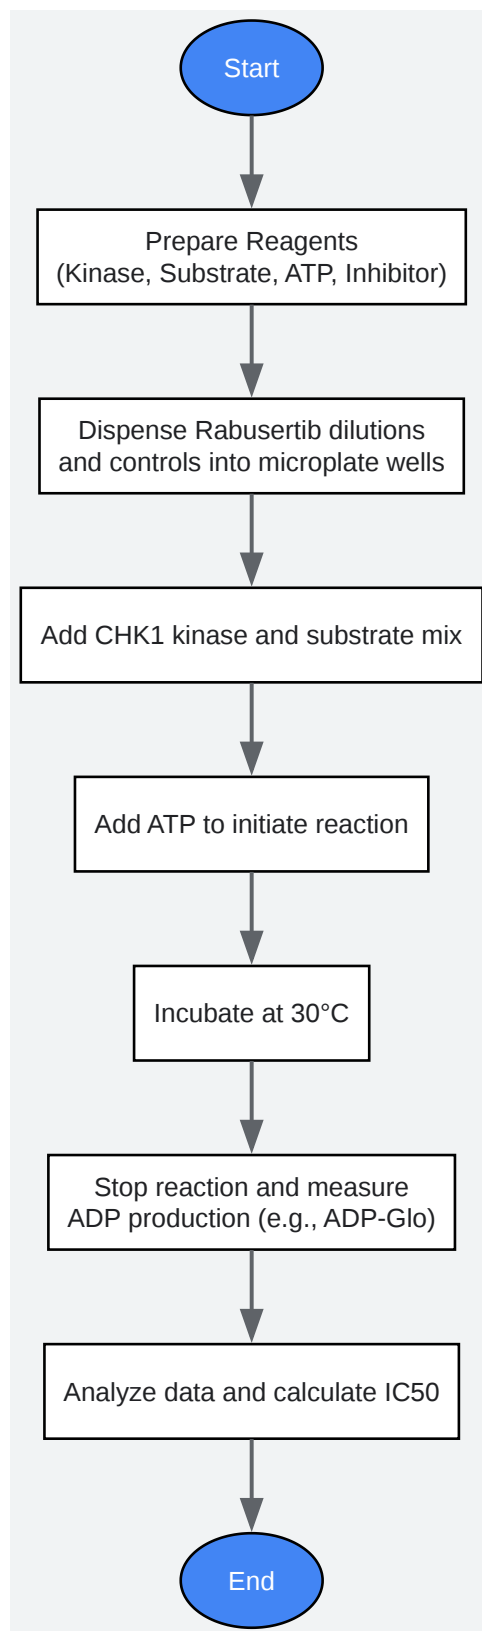 Start
Prepare Reagents
(Kinase, Substrate, ATP, Inhibitor)
Dispense Rabusertib dilutions
and controls into microplate wells
Add CHK1 kinase and substrate mix
Add ATP to initiate reaction
Incubate at 30°C
Stop reaction and measure
ADP production (e.g., ADP-Glo)
Analyze data and calculate IC50
End